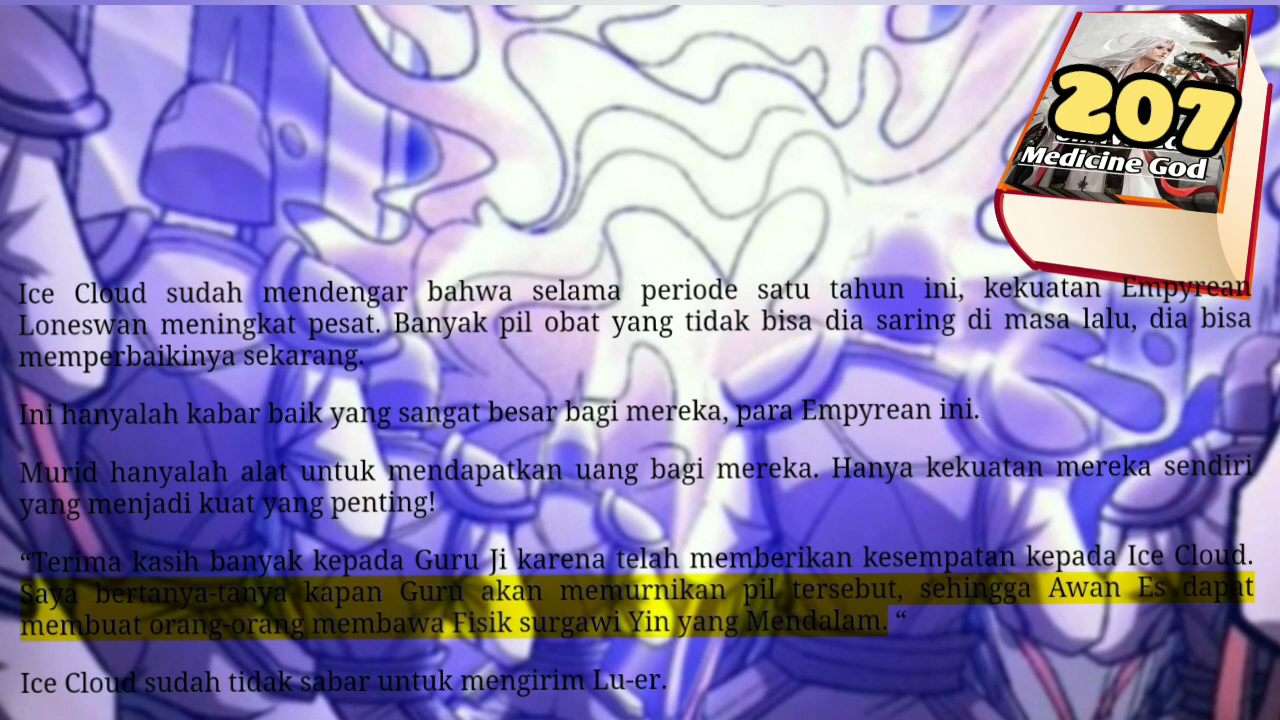 207
Medicine God
Ice Cloud sudah mendengar bahwa selama periode satu tahun ini, kekuatan Empyrean
Loneswan meningkat pesat. Banyak pil obat yang tidak bisa dia saring di masa lalu, dia bisa
memperbaikinya sekarang.
Ini hanyalah kabar baik yang sangat besar bagi mereka, para Empyrean ini.
Murid hanyalah alat untuk mendapatkan uang bagi mereka. Hanya kekuatan mereka sendiri
yang menjadi kuat yang penting!
“Terima kasih banyak kepada Guru Ji karena telah memberikan kesempatan kepada Ice Cloud.
Saya bertanya-tanya kapan Guru akan memurnikan pil tersebut, sehingga Awan Es dapat
membuat orang-orang membawa Fisik surgawi Yin yang Mendalam. “
Ice Cloud sudah tidak sabar untuk mengirim Lu-er.